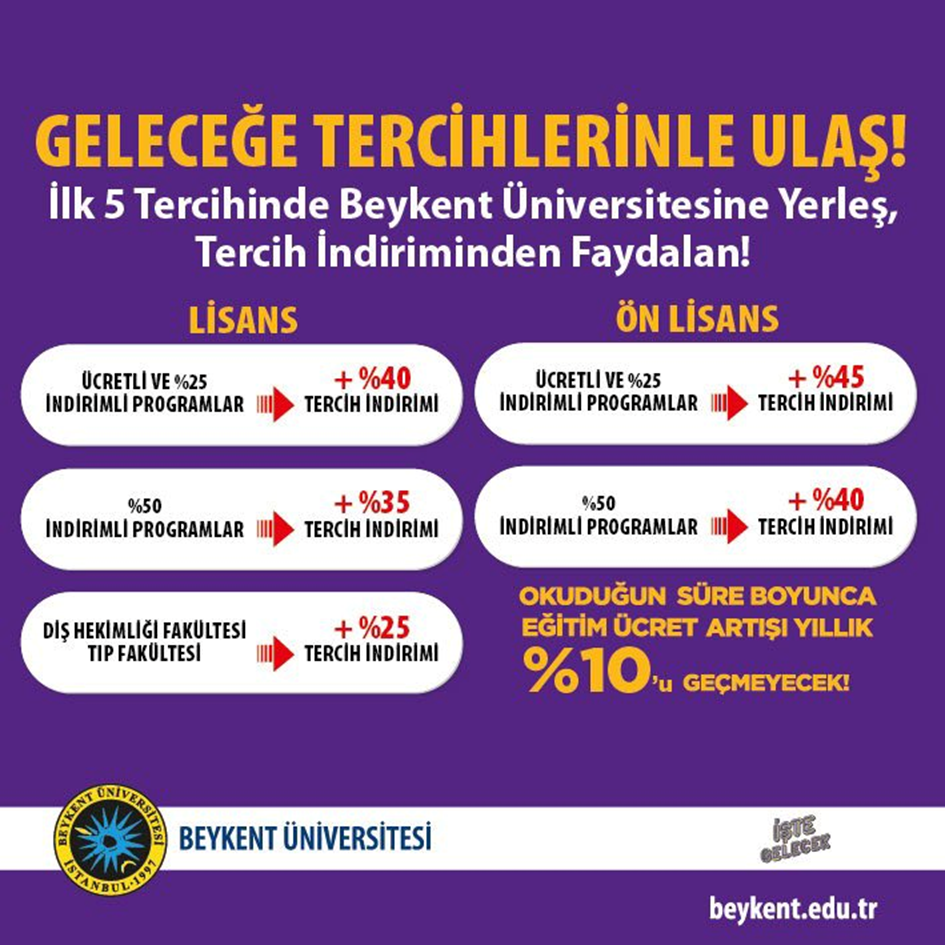 GELECEĞE TERCİHLERİNLE ULAŞ!
İlk 5 Tercihinde Beykent Üniversitesine Yerleş,
Tercih İndiriminden Faydalan!
LİSANS
ÜCRETLİ VE %25
İNDİRİMLİ PROGRAMLAR
+ %40
TERCİH İNDİRİMİ
%50
İNDİRİMLİ PROGRAMLAR
+ %35
TERCİH İNDİRİMİ
DİŞ HEKİMLİĞİ FAKÜLTESİ
TIP FAKÜLTESİ
+ %25
TERCİH İNDİRİMİ
ÖN LİSANS
ÜCRETLİ VE %25
İNDİRİMLİ PROGRAMLAR
+ %45
TERCİH İNDİRİMİ
%50
İNDİRİMLİ PROGRAMLAR
+ %40
TERCİH İNDİRİMİ
OKUDUĞUN SÜRE BOYUNCA
EĞİTİM ÜCRET ARTIŞI YILLIK
%10'u GEÇMEYECEK!
BEYKENT ÜNİVERSİTESİ
İSTANBUL·1997
BEYKENT ÜNİVERSİTESİ
İŞTE
GELECEK
beykent.edu.tr